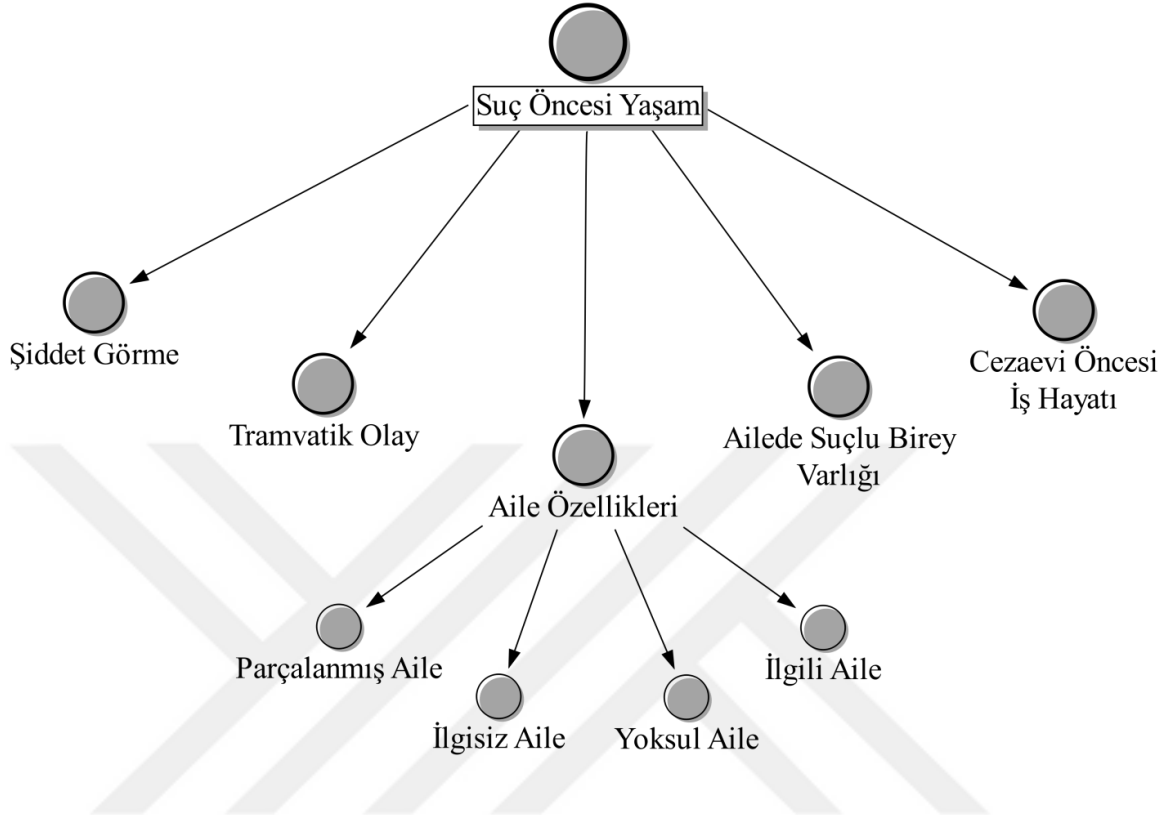 Suç Öncesi Yaşam
Şiddet Görme
Tramvatik Olay
Aile Özellikleri
Ailede Suçlu Birey
Varlığı
Cezaevi Öncesi
İş Hayatı
Parçalanmış Aile
İlgisiz Aile
Yoksul Aile
İlgili Aile